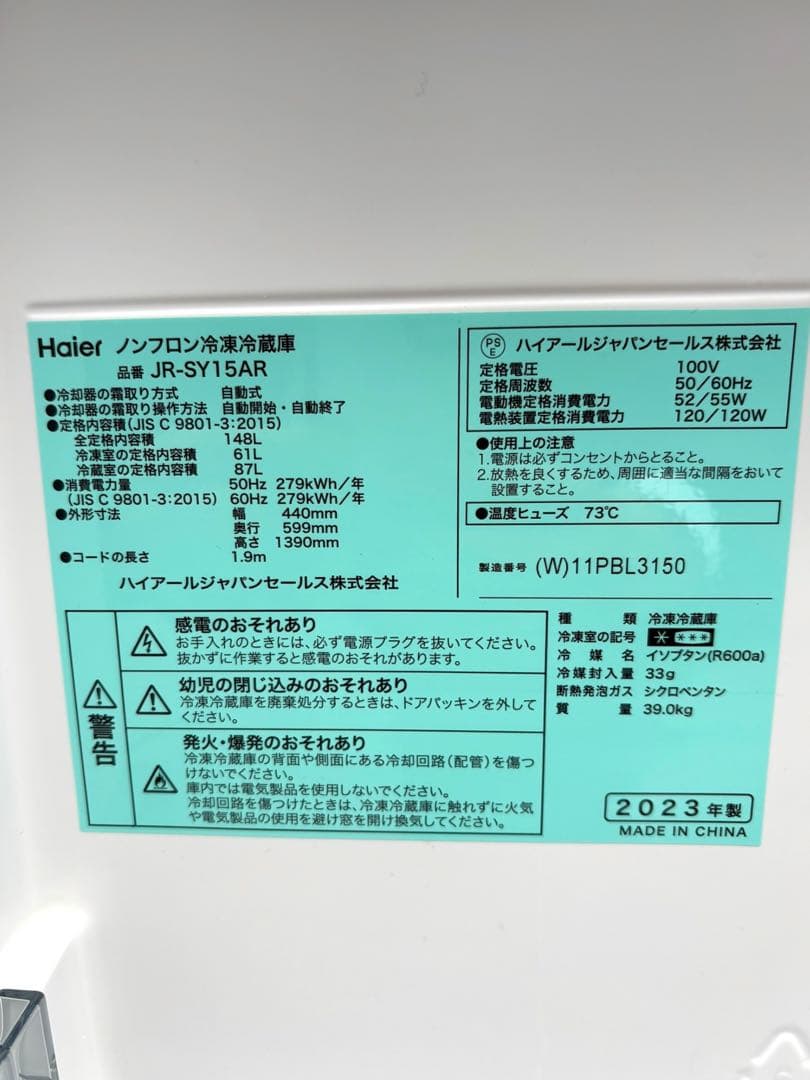 Haier ノンフロン冷凍冷蔵庫
品番 JR-SY15AR
●冷却器の霜取り方式 自動式
●冷却器の霜取り操作方法 自動開始・自動終了
●定格内容積(JIS C 9801-3:2015)
全定格内容積 148L
冷凍室の定格内容積 61L
冷蔵室の定格内容積 87L
●消費電力量 50Hz 279kWh/年
(JIS C 9801-3:2015) 60Hz 279kWh/年
●外形寸法 幅 440mm
奥行 599mm
高さ 1390mm
●コードの長さ 1.9m
ハイアールジャパンセールス株式会社
PSE ハイアールジャパンセールス株式会社
定格電圧 100V
定格周波数 50/60Hz
電動機定格消費電力 52/55W
電熱装置定格消費電力 120/120W
●使用上の注意
1.電源は必ずコンセントからとること。
2.放熱を良くするため、周囲に適当な間隔をおいて
設置すること。
●温度ヒューズ 73℃
製造番号 (W)11PBL3150
警告
感電のおそれあり
お手入れのときには、必ず電源プラグを抜いてください。
抜かずに作業すると感電のおそれがあります。
幼児の閉じ込みのおそれあり
冷凍冷蔵庫を廃棄処分するときは、ドアパッキンを外して
ください。
発火・爆発のおそれあり
冷凍冷蔵庫の背面や側面にある冷却回路(配管)を傷つ
けないでください。
庫内では電気製品を使用しないでください。
冷却回路を傷つけたときは、冷凍冷蔵庫に触れずに火気
や電気製品の使用を避け窓を開け換気してください。
種類 冷凍冷蔵庫
冷凍室の記号
冷媒名 イソブタン(R600a)
冷媒封入量 33g
断熱発泡ガス シクロペンタン
質量 39.0kg
2023年製
MADE IN CHINA